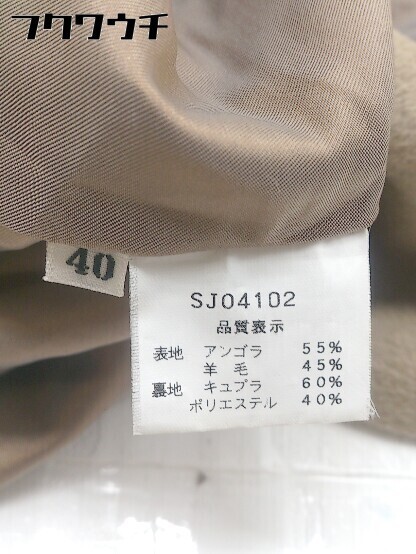 フクワウチ
40
SJ04102
品質表示
表地 アンゴラ 55%
羊毛 45%
裏地 キュプラ 60%
ポリエステル 40%